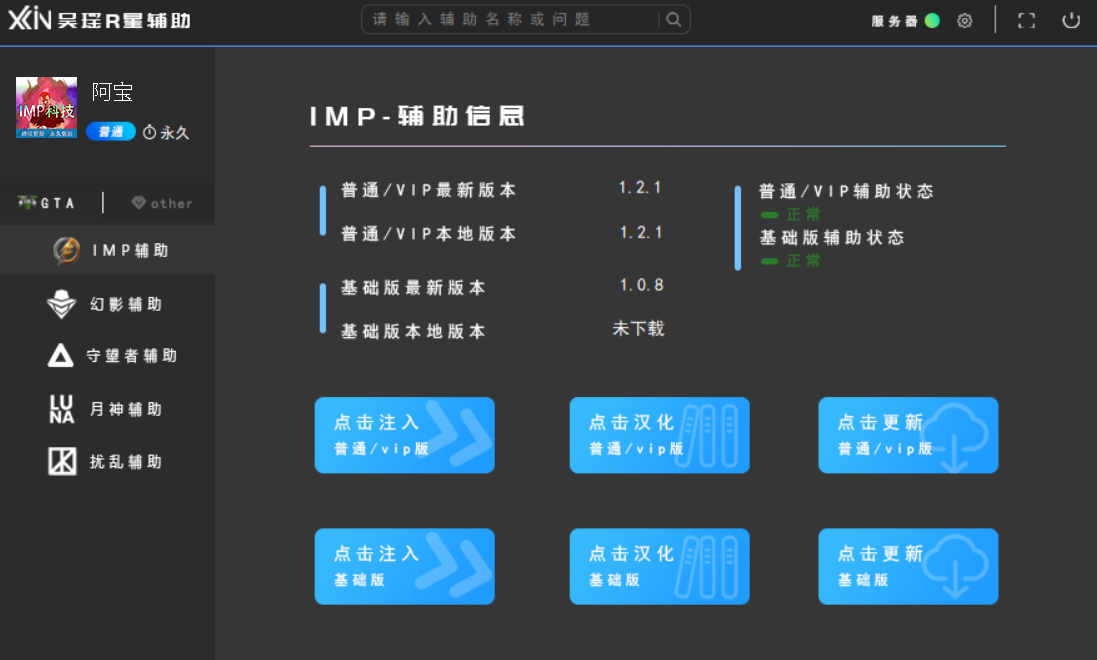 XIN 吴瑶R星辅助
请输入辅助名称或问题
服务器
IMP科技
阿宝
普通 永久
GTA
other
IMP辅助
幻影辅助
守望者辅助
LUNA 月神辅助
扰乱辅助
IMP-辅助信息
普通/VIP最新版本 1.2.1
普通/VIP本地版本 1.2.1
基础版最新版本 1.0.8
基础版本地版本 未下载
普通/VIP辅助状态
正常
基础版辅助状态
正常
点击注入
普通/vip版
点击汉化
普通/vip版
点击更新
普通/vip版
点击注入
基础版
点击汉化
基础版
点击更新
基础版